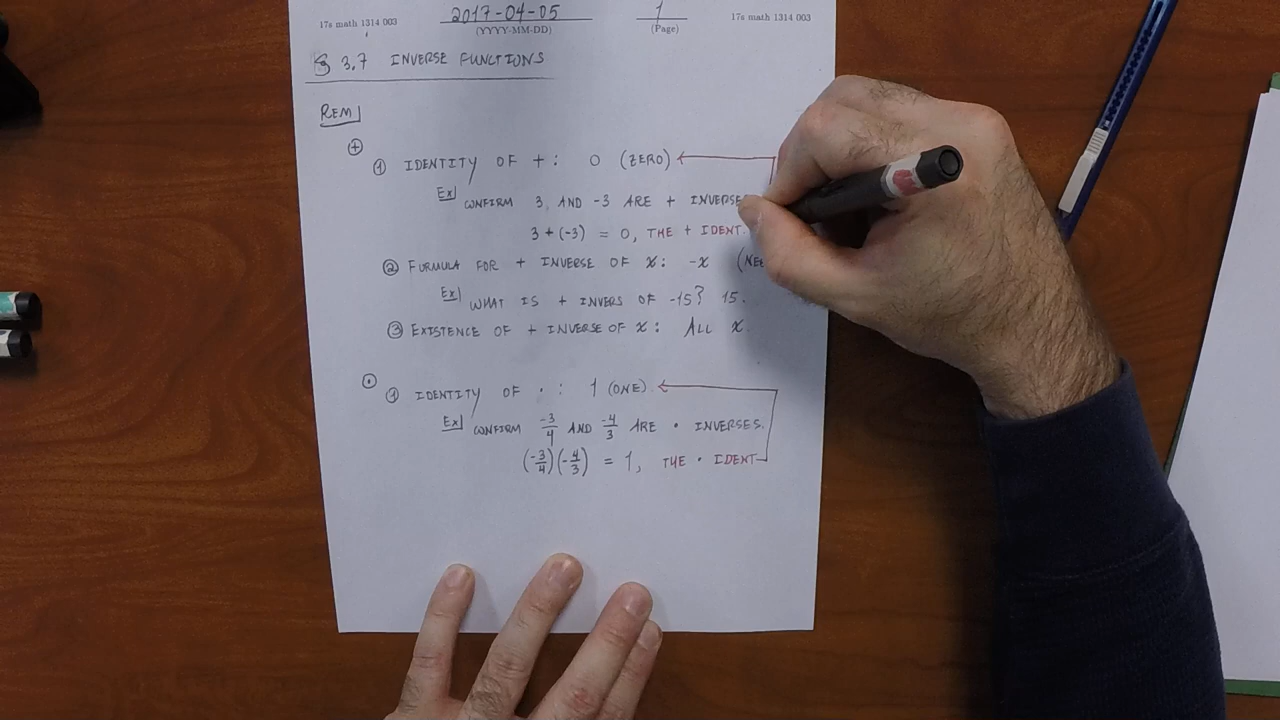 17s math 1314 003 2017-04-05 1 17s math 1314 003
(YYYY-MM-DD) (Page)
§ 3.7 INVERSE FUNCTIONS
REM
+
① IDENTITY OF + : 0 (ZERO)
EX CONFIRM 3 AND -3 ARE + INVERSE
3 + (-3) = 0, THE + IDENT.
② FORMULA FOR + INVERSE OF X: -X
EX WHAT IS + INVERS OF -15? 15.
③ EXISTENCE OF + INVERSE OF X: ALL X.
·
① IDENTITY OF · : 1 (ONE).
EX CONFIRM -3/4 AND -4/3 ARE · INVERSES.
(-3/4)(-4/3) = 1, THE · IDENT